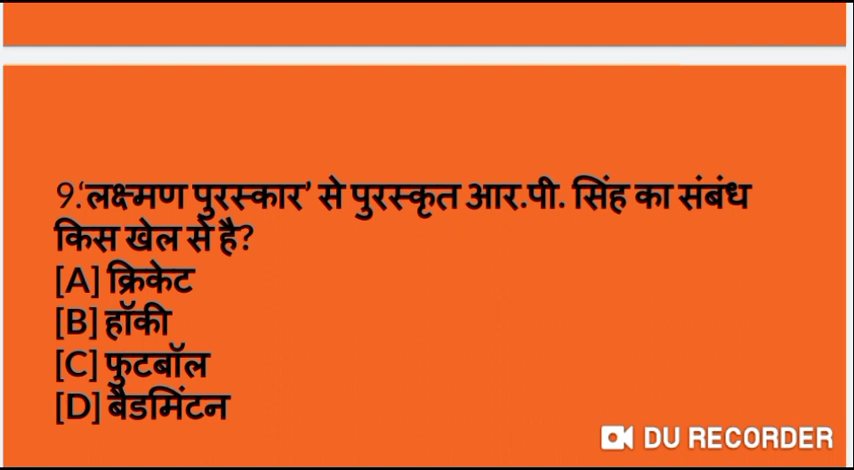 9.‘लक्ष्मण पुरस्कार’ से पुरस्कृत आर.पी. सिंह का संबंध
किस खेल से है?
[A] क्रिकेट
[B] हॉकी
[C] फुटबॉल
[D] बैडमिंटन
DU RECORDER